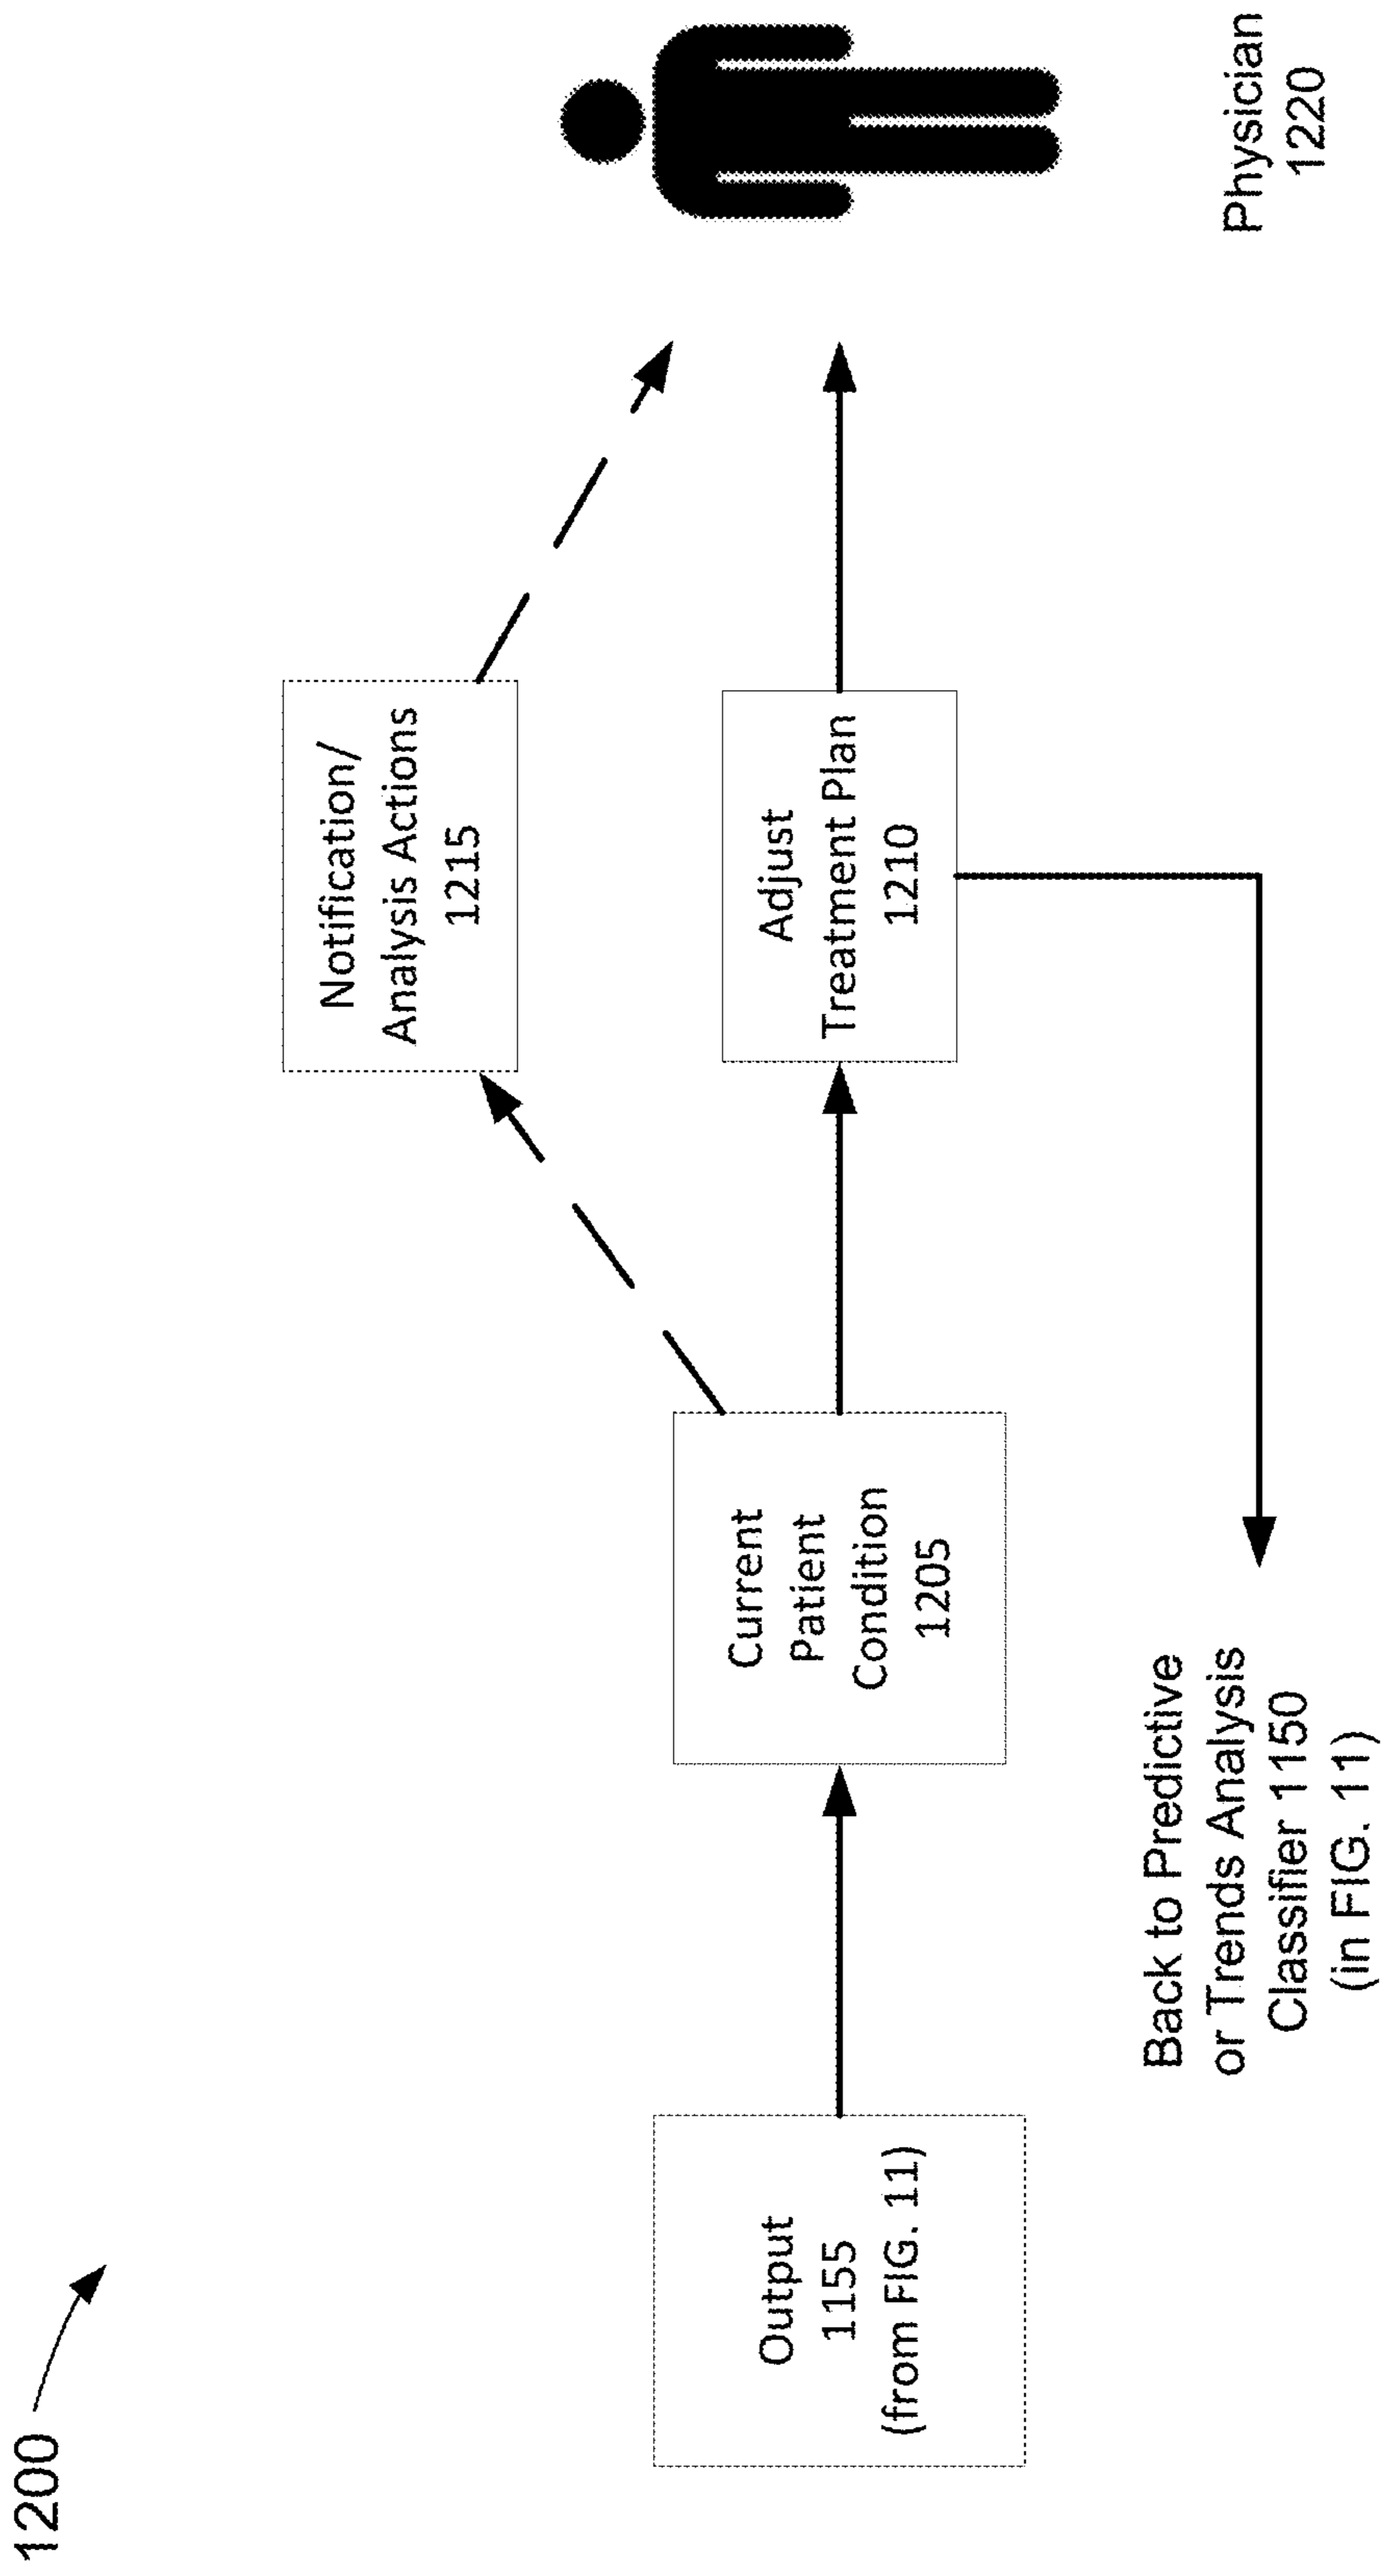 1200
Output
1155
(from FIG. 11)
Current
Patient
Condition
1205
Notification/
Analysis Actions
1215
Adjust
Treatment Plan
1210
Physician
1220
Back to Predictive
or Trends Analysis
Classifier 1150
(in FIG. 11)